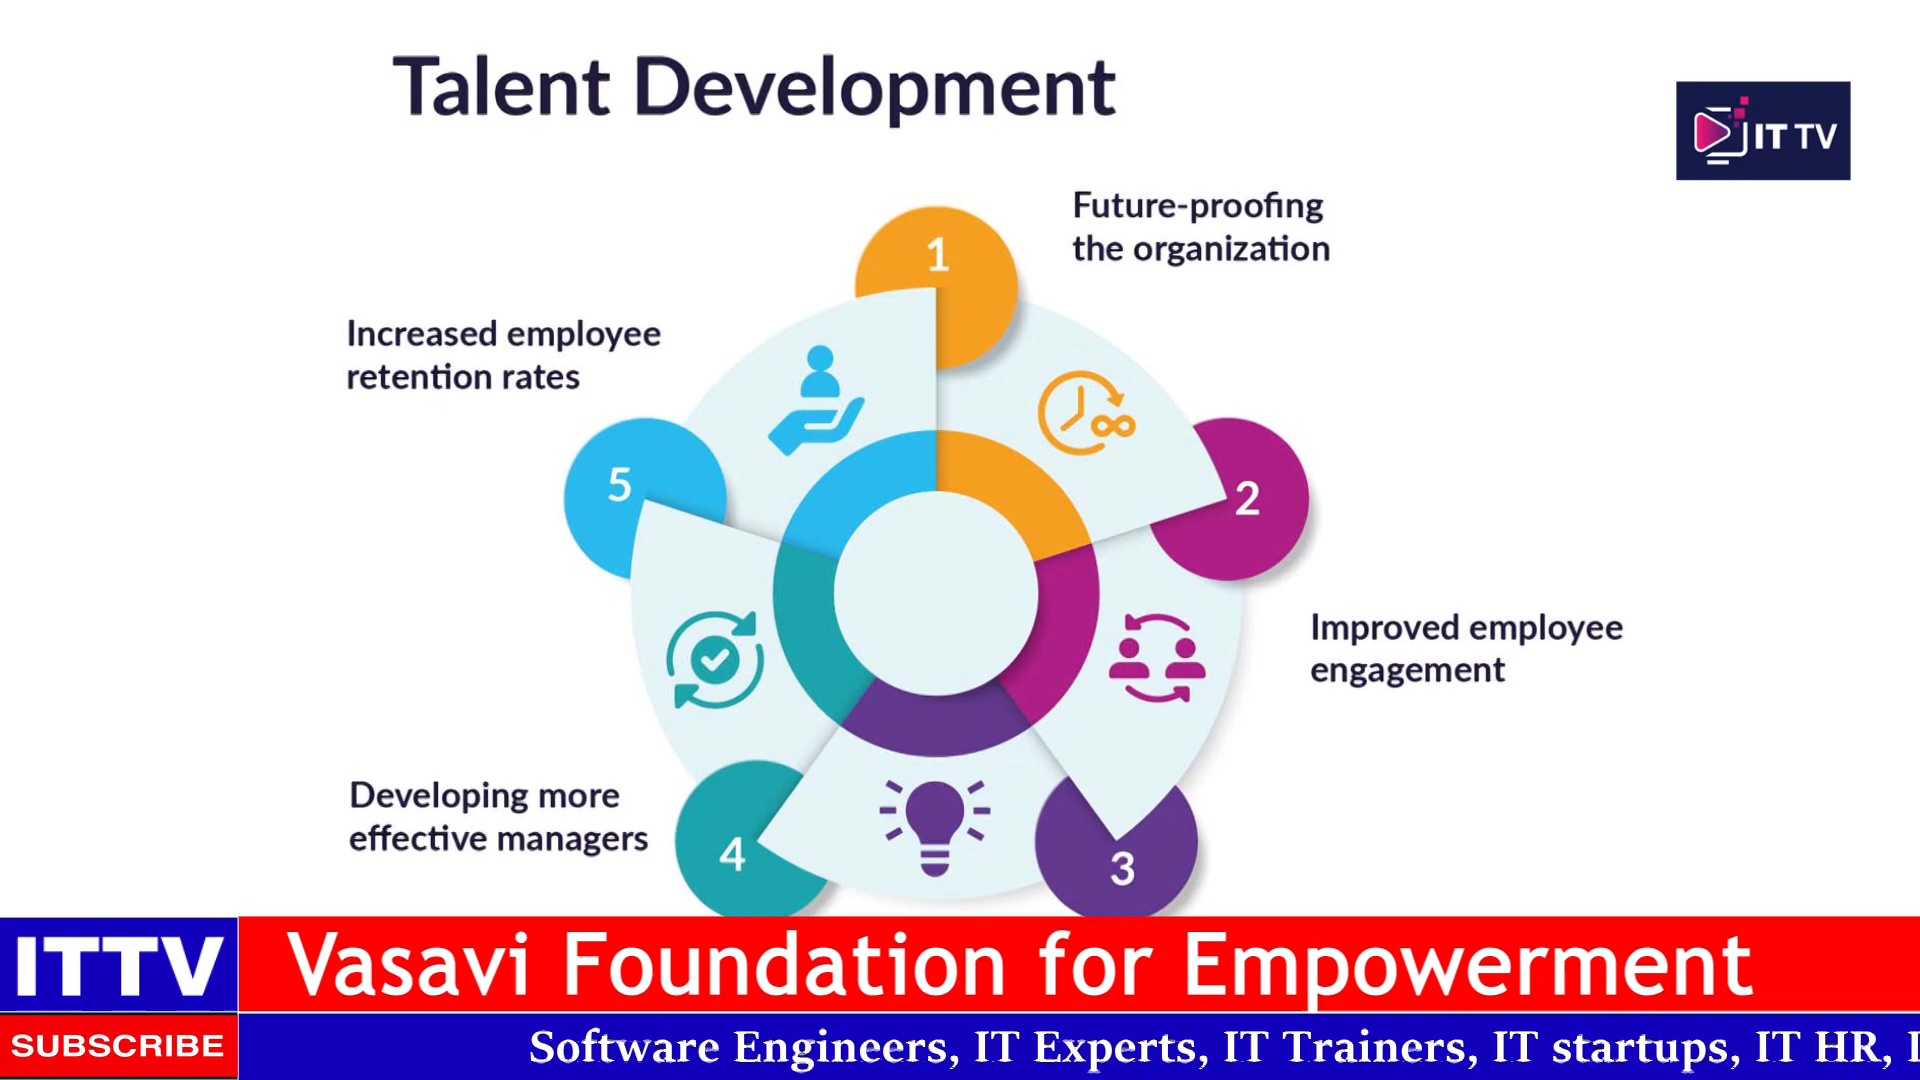 Talent Development
IT TV
1
Future-proofing
the organization
Increased employee
retention rates
5
2
Improved employee
engagement
Developing more
effective managers
4
3
ITTV
Vasavi Foundation for Empowerment
SUBSCRIBE
Software Engineers, IT Experts, IT Trainers, IT startups, IT HR,